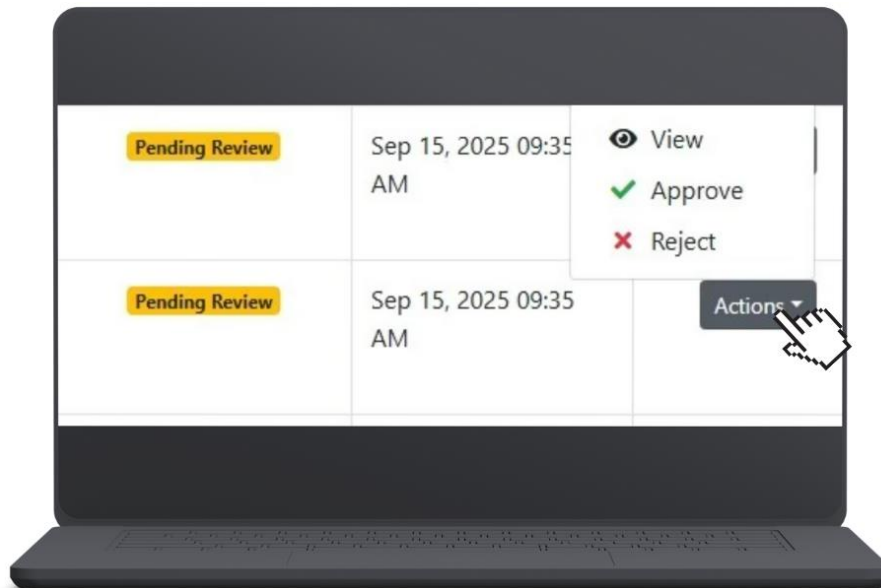 Pending Review
Sep 15, 2025 09:35
AM
View
Approve
Reject
Pending Review
Sep 15, 2025 09:35
AM
Actions